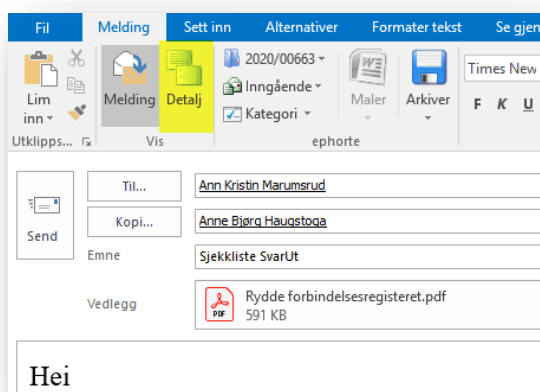 Fil Melding Sett inn Alternativer Formater tekst Se gjen
2020/00663
Inngående
Kategori
Lim
inn
Melding
Detalj
Maler
Arkiver
Times New
F K U
Utklipps... Vis ephorte
Til... Ann Kristin Marumsrud
Kopi... Anne Bjørg Haugstoga
Send
Emne Sjekkliste SvarUt
Vedlegg
PDF
Rydde forbindelsesregisteret.pdf
591 KB
Hei